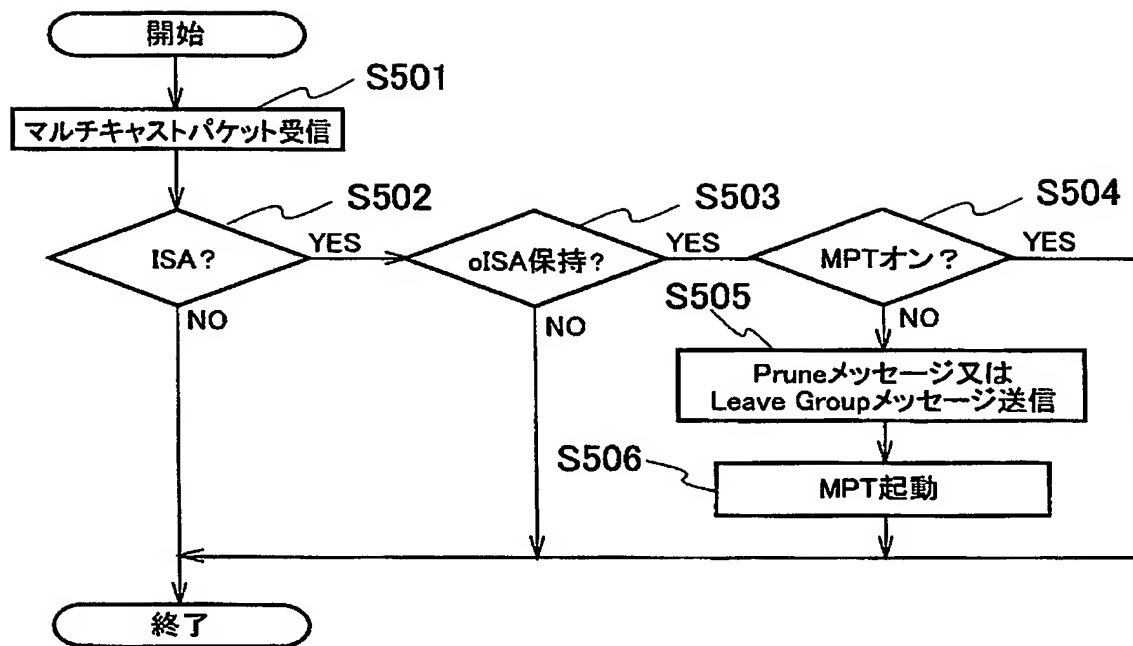 開始
S501
マルチキャストパケット受信
S502
ISA?
YES
NO
S503
oISA保持?
YES
NO
S504
MPTオン?
YES
NO
S505
Pruneメッセージ又は
Leave Groupメッセージ送信
S506
MPT起動
終了